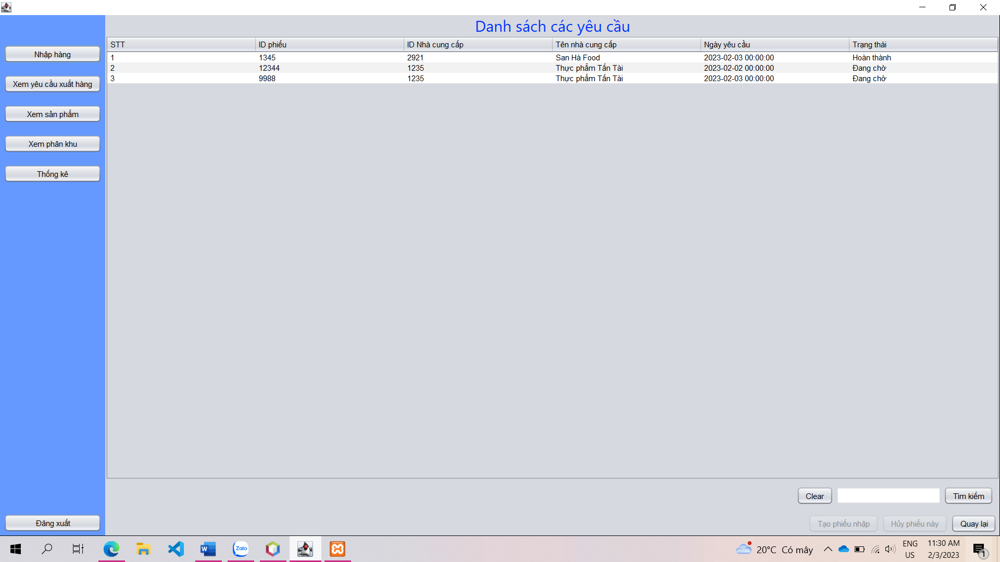 Danh sách các yêu cầu
Nhập hàng
Xem yêu cầu xuất hàng
Xem sản phẩm
Xem phân khu
Thống kê
Đăng xuất
STT ID phiếu ID Nhà cung cấp Tên nhà cung cấp Ngày yêu cầu Trạng thái
1 1345 2921 San Hà Food 2023-02-03 00:00:00 Hoàn thành
2 12344 1235 Thực phẩm Tấn Tài 2023-02-02 00:00:00 Đang chờ
3 9988 1235 Thực phẩm Tấn Tài 2023-02-03 00:00:00 Đang chờ
Clear Tìm kiếm
Tạo phiếu nhập Hủy phiếu này Quay lại
W Zalo 20°C Có mây ENG 11:30 AM
US 2/3/2023 1